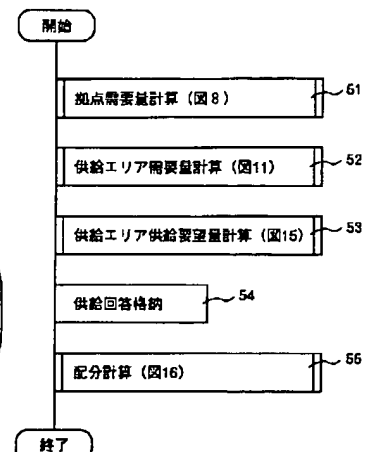 開始
拠点需要量計算（図８） 51
供給エリア需要量計算（図11） 52
供給エリア供給要望量計算（図15） 53
供給回答格納 54
配分計算（図16） 55
終了